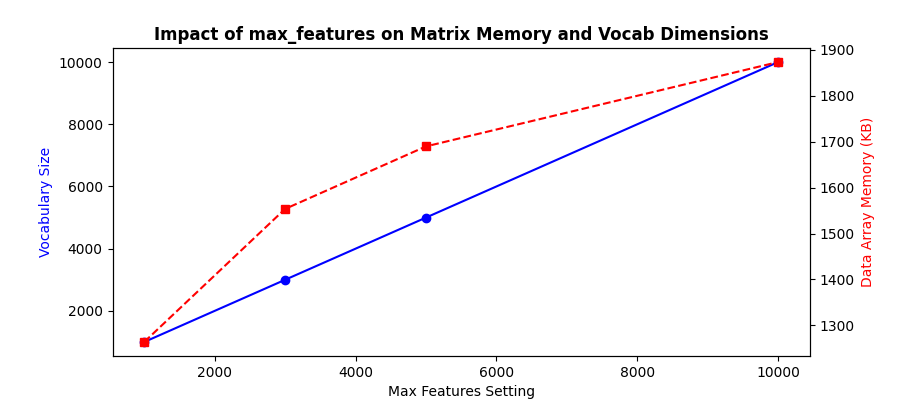 Impact of max_features on Matrix Memory and Vocab Dimensions
Vocabulary Size
10000
8000
6000
4000
2000
1900
1800
1700
1600
1500
1400
1300
Data Array Memory (KB)
2000 4000 6000 8000 10000
Max Features Setting